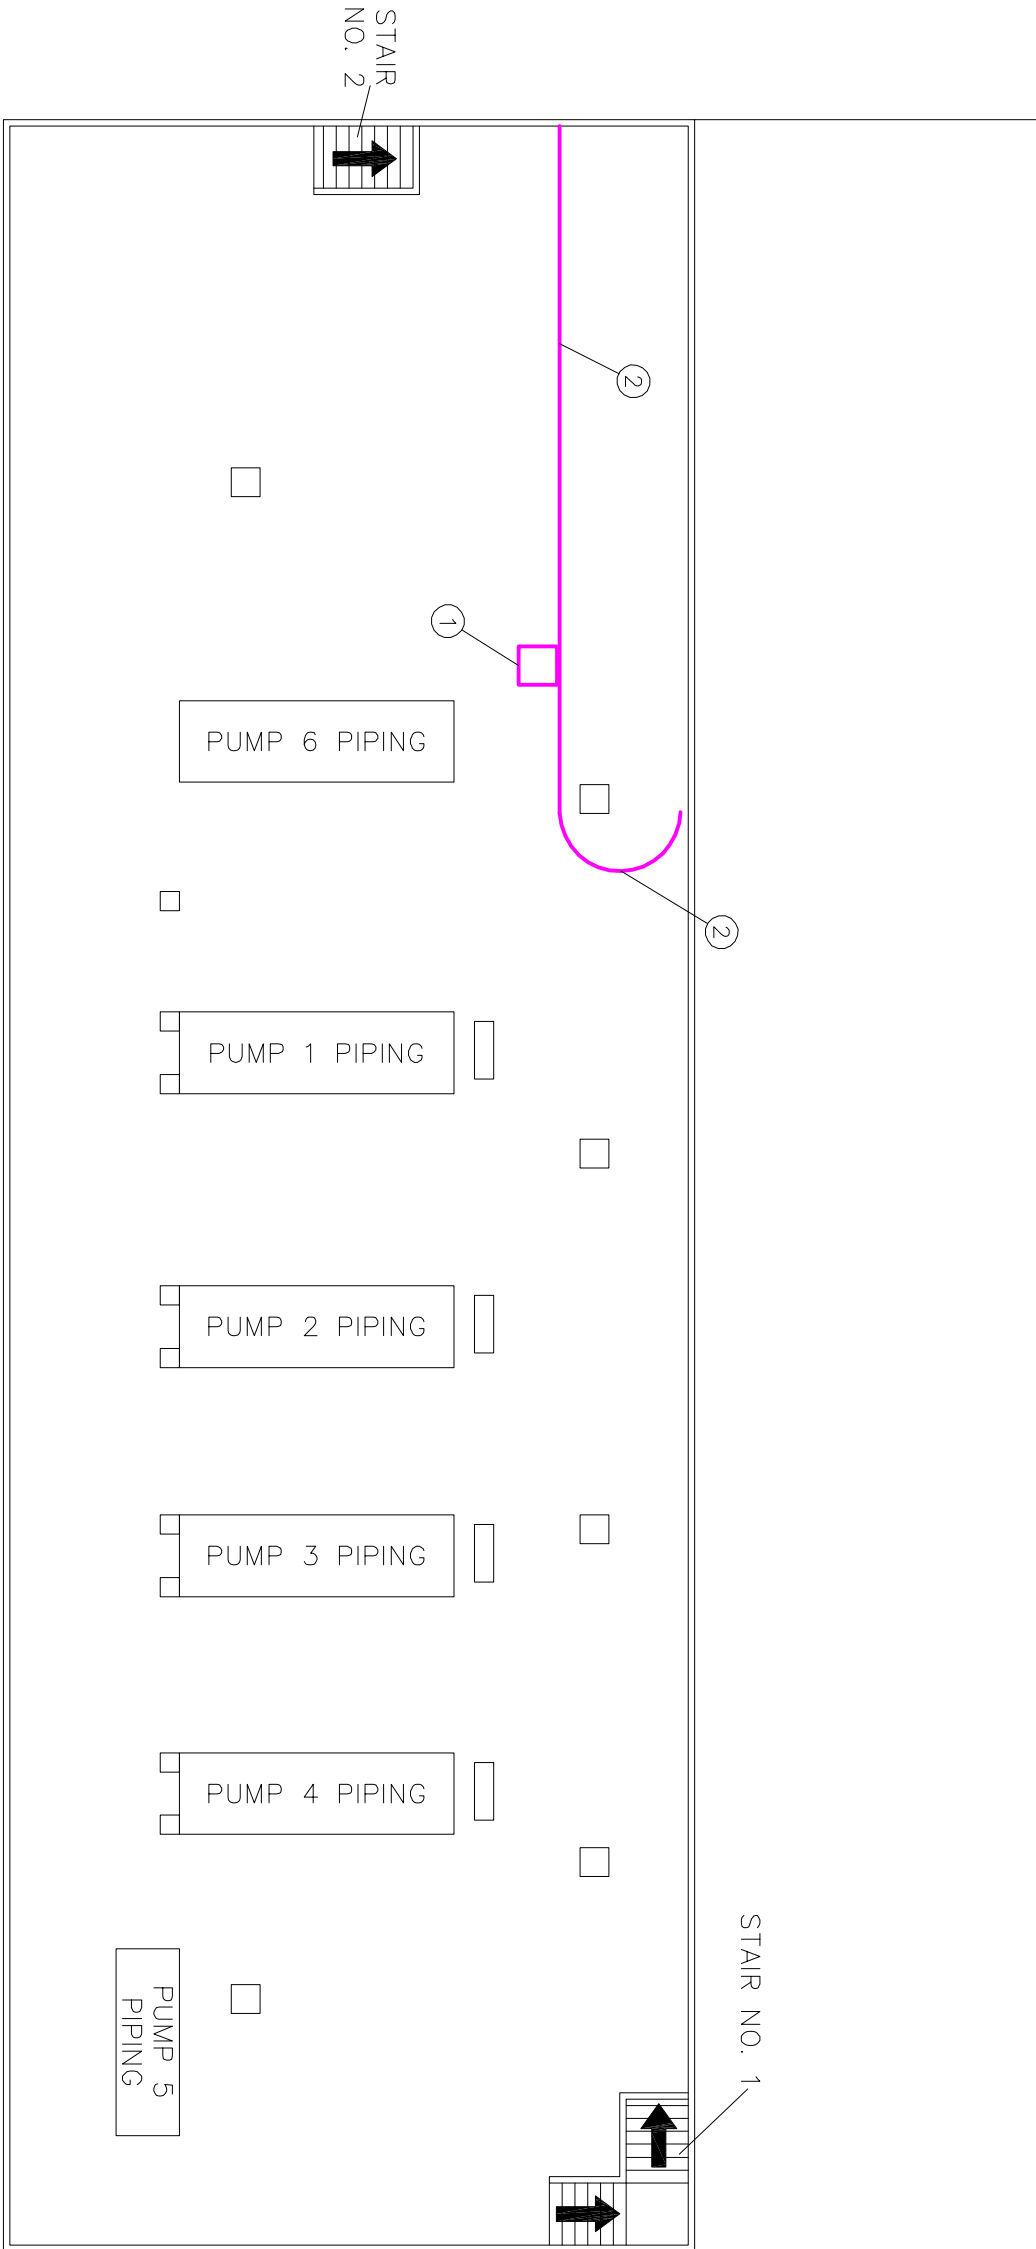 STAIR
NO. 2
2
1
PUMP 6 PIPING
2
PUMP 1 PIPING
PUMP 2 PIPING
PUMP 3 PIPING
PUMP 4 PIPING
STAIR NO. 1
PUMP 5
PIPING